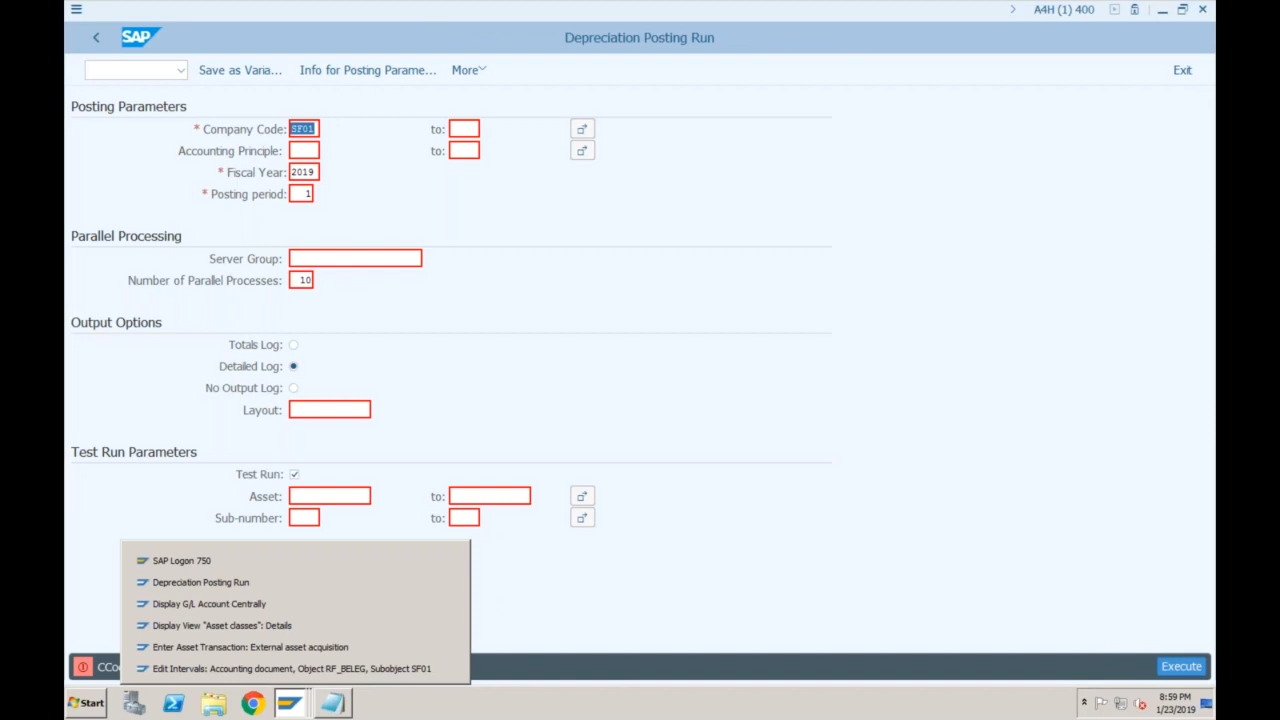 A4H (1) 400
SAP
Depreciation Posting Run
Save as Varia... Info for Posting Parame... More Exit
Posting Parameters
* Company Code: SF01 to:
Accounting Principle: to:
* Fiscal Year: 2019
* Posting period: 1
Parallel Processing
Server Group:
Number of Parallel Processes: 10
Output Options
Totals Log:
Detailed Log:
No Output Log:
Layout:
Test Run Parameters
Test Run:
Asset: to:
Sub-number: to:
SAP Logon 750
Depreciation Posting Run
Display G/L Account Centrally
Display View "Asset classes": Details
Enter Asset Transaction: External asset acquisition
Edit Intervals: Accounting document, Object RF_BELEG, Subobject SF01
Execute
Start
8:59 PM
1/23/2019